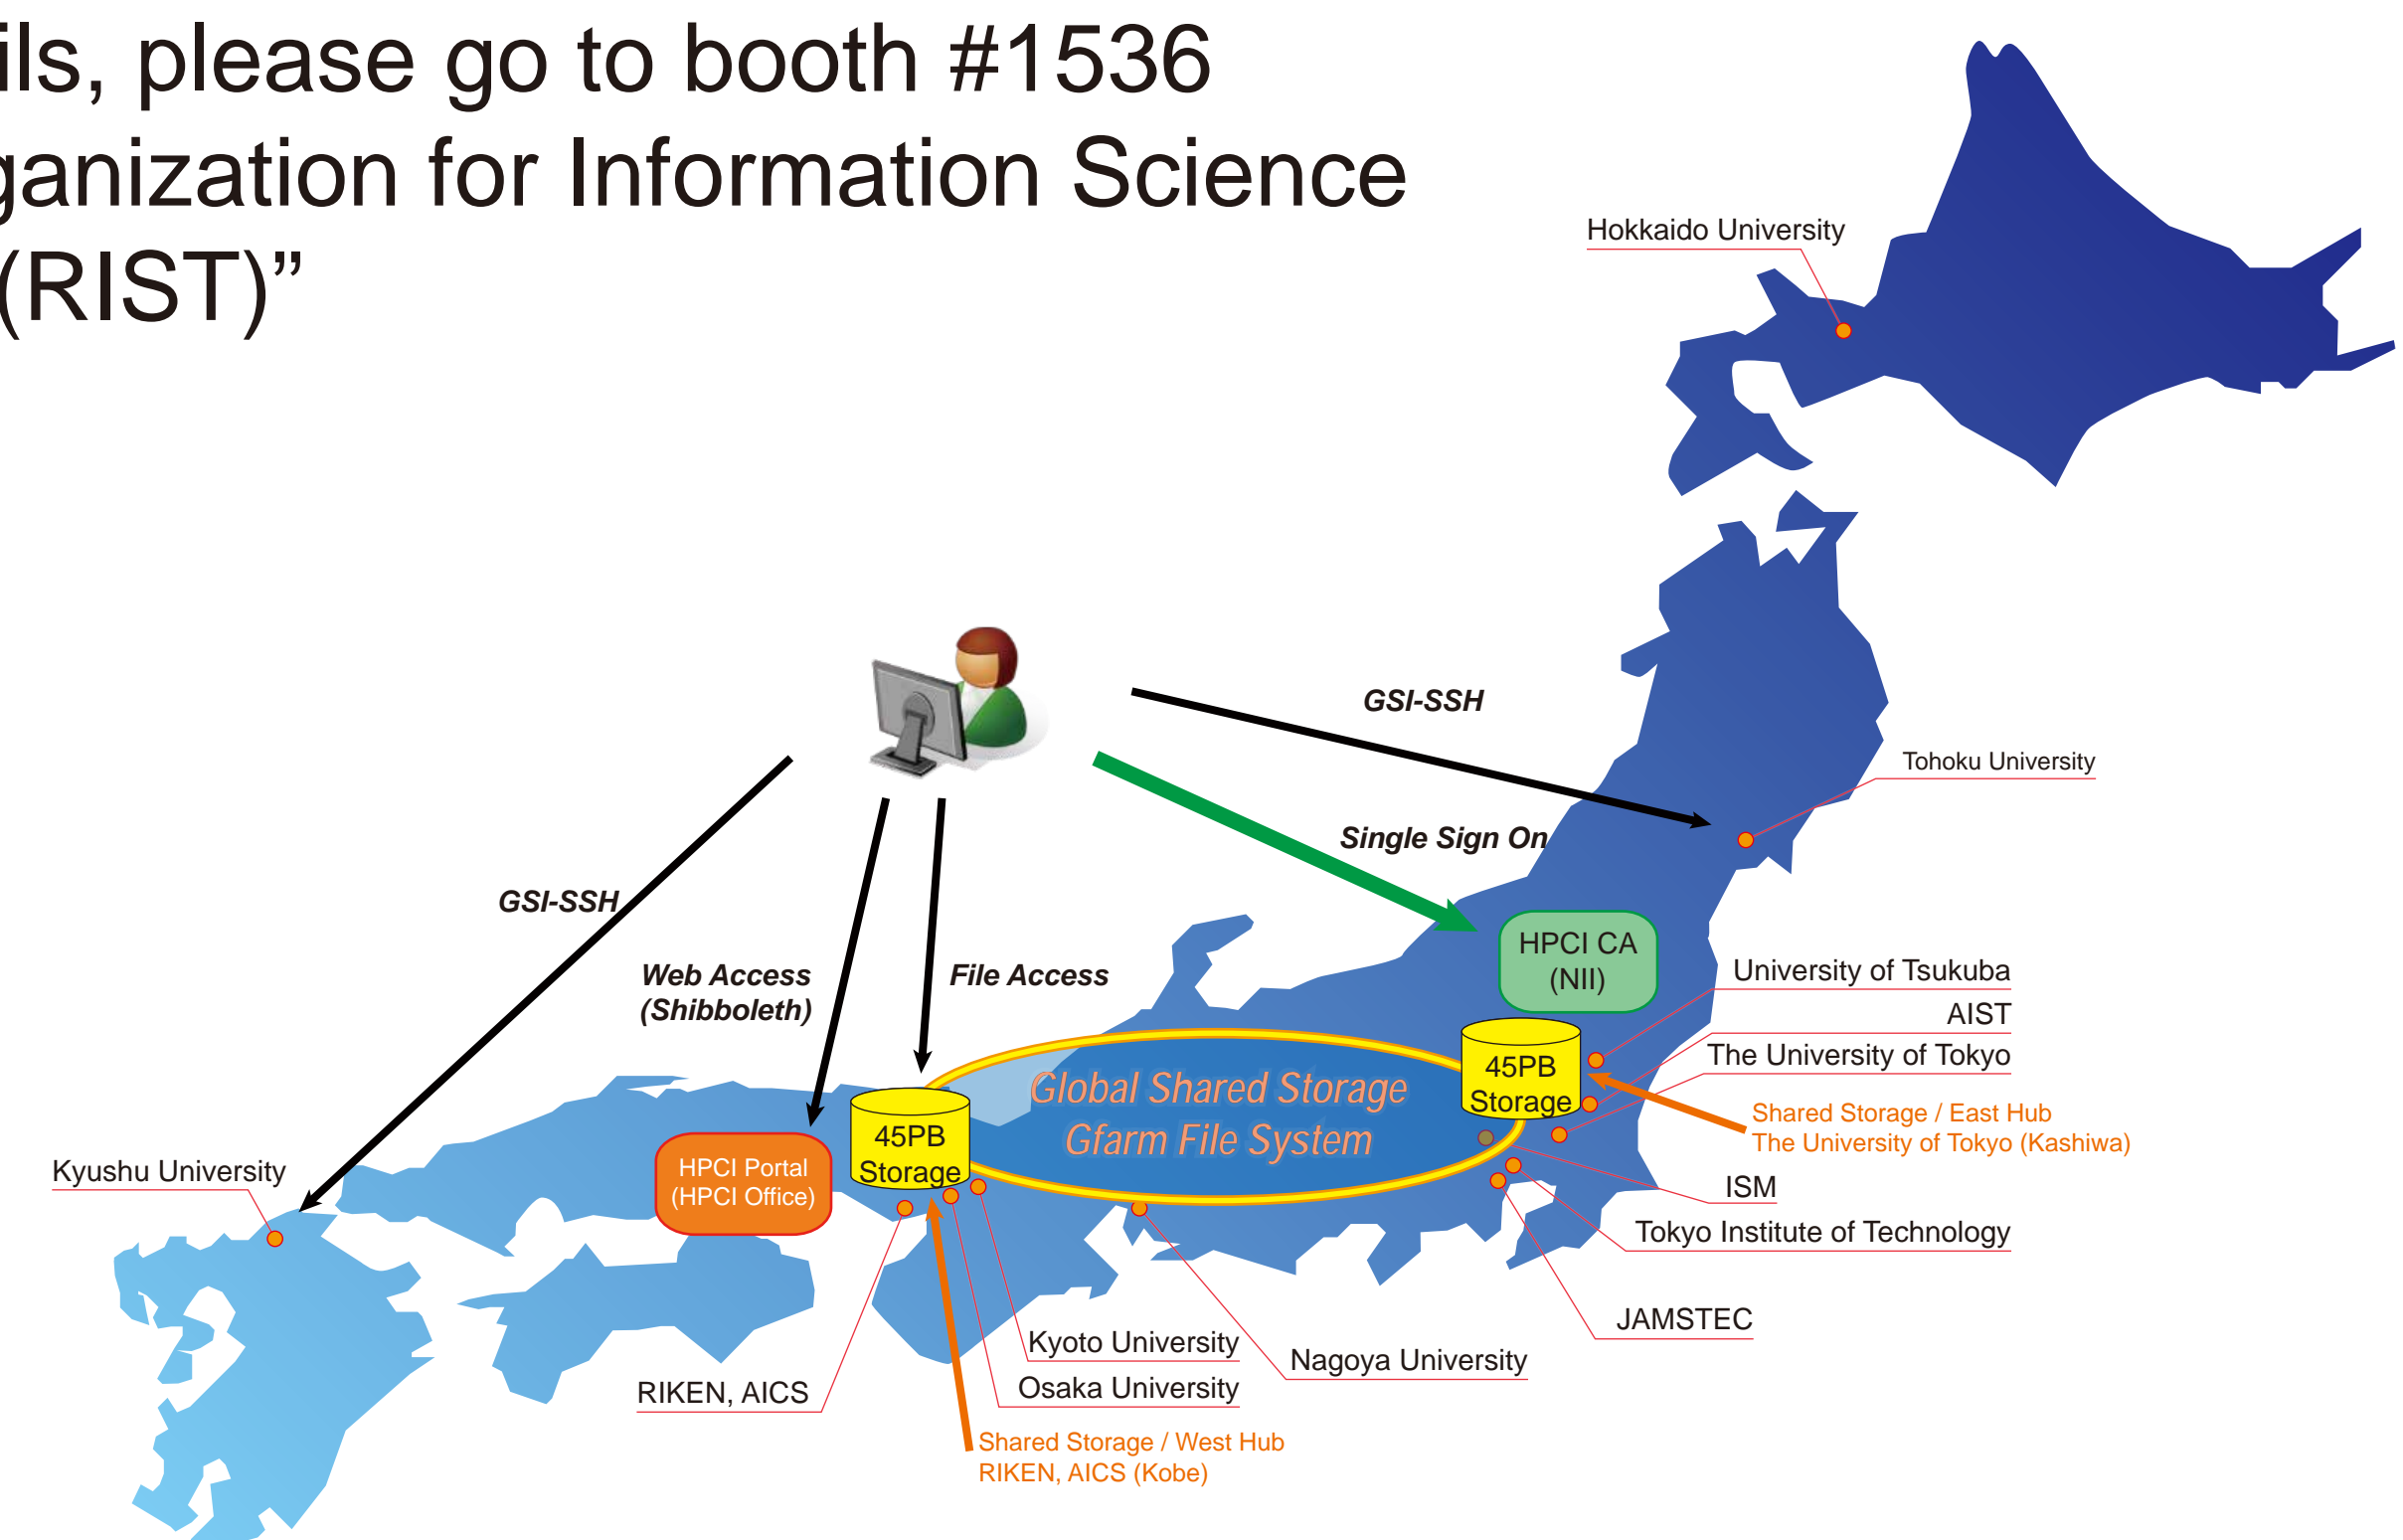 please go to booth #1536
for Information Science
(RIST)”
Hokkaido University
GSI-SSH
Tohoku University
Single Sign On
GSI-SSH
HPCI CA
(NII)
Web Access
(Shibboleth)
File Access
University of Tsukuba
AIST
The University of Tokyo
45PB
Storage
Global Shared Storage
Gfarm File System
Shared Storage / East Hub
The University of Tokyo (Kashiwa)
45PB
Storage
HPCI Portal
(HPCI Office)
Kyushu University
ISM
Tokyo Institute of Technology
JAMSTEC
Kyoto University
Nagoya University
RIKEN, AICS
Osaka University
Shared Storage / West Hub
RIKEN, AICS (Kobe)